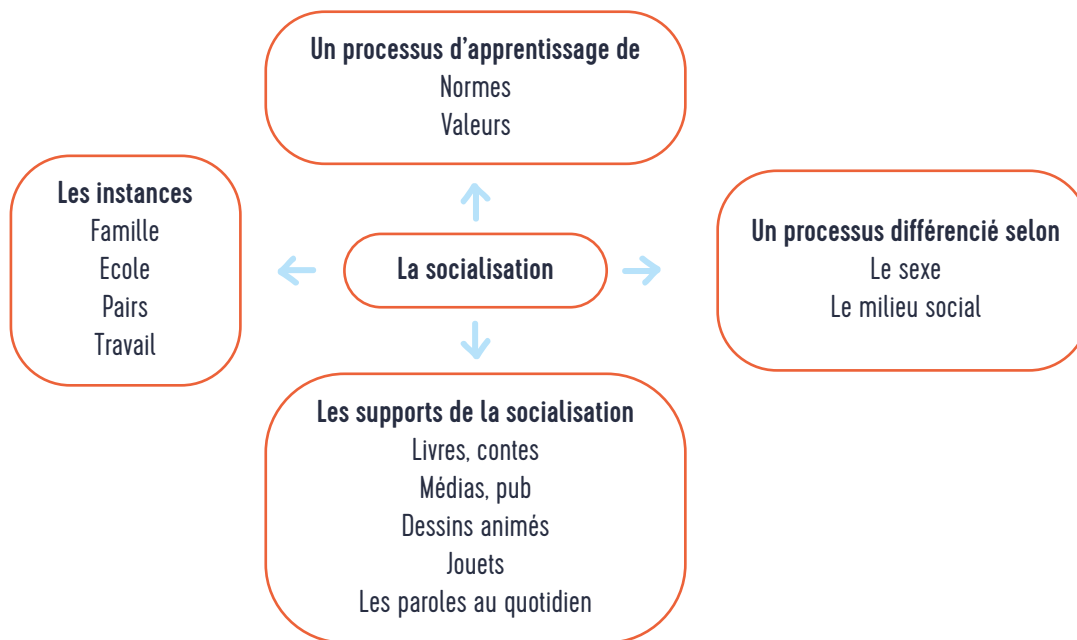 Un processus d'apprentissage de
Normes
Valeurs
Les instances
Famille
Ecole
Pairs
Travail
La socialisation
Un processus différencié selon
Le sexe
Le milieu social
Les supports de la socialisation
Livres, contes
Médias, pub
Dessins animés
Jouets
Les paroles au quotidien